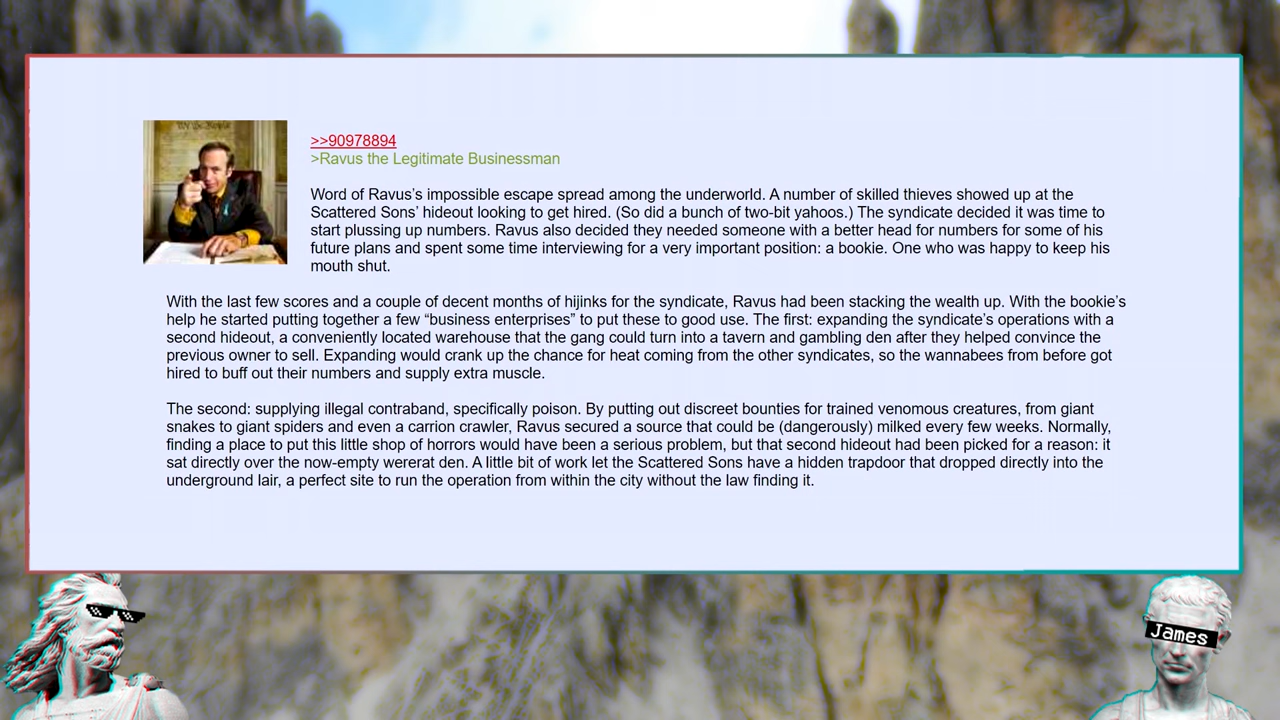 >>90978894
>Ravus the Legitimate Businessman
Word of Ravus’s impossible escape spread among the underworld. A number of skilled thieves showed up at the
Scattered Sons’ hideout looking to get hired. (So did a bunch of two-bit yahoos.) The syndicate decided it was time to
start plussing up numbers. Ravus also decided they needed someone with a better head for numbers for some of his
future plans and spent some time interviewing for a very important position: a bookie. One who was happy to keep his
mouth shut.
With the last few scores and a couple of decent months of hijinks for the syndicate, Ravus had been stacking the wealth up. With the bookie’s
help he started putting together a few “business enterprises” to put these to good use. The first: expanding the syndicate’s operations with a
second hideout, a conveniently located warehouse that the gang could turn into a tavern and gambling den after they helped convince the
previous owner to sell. Expanding would crank up the chance for heat coming from the other syndicates, so the wannabees from before got
hired to buff out their numbers and supply extra muscle.
The second: supplying illegal contraband, specifically poison. By putting out discreet bounties for trained venomous creatures, from giant
snakes to giant spiders and even a carrion crawler, Ravus secured a source that could be (dangerously) milked every few weeks. Normally,
finding a place to put this little shop of horrors would have been a serious problem, but that second hideout had been picked for a reason: it
sat directly over the now-empty wererat den. A little bit of work let the Scattered Sons have a hidden trapdoor that dropped directly into the
underground lair, a perfect site to run the operation from within the city without the law finding it.
James